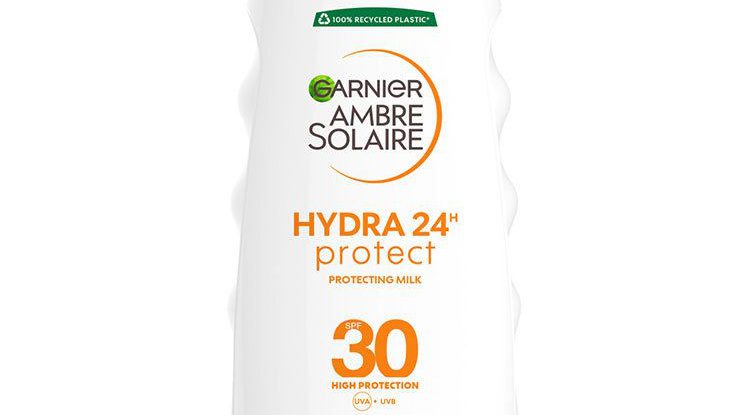 100% RECYCLED PLASTIC*
GARNIER
AMBRE
SOLAIRE
HYDRA 24H
protect
PROTECTING MILK
SPF
30
HIGH PROTECTION
UVA + UVB